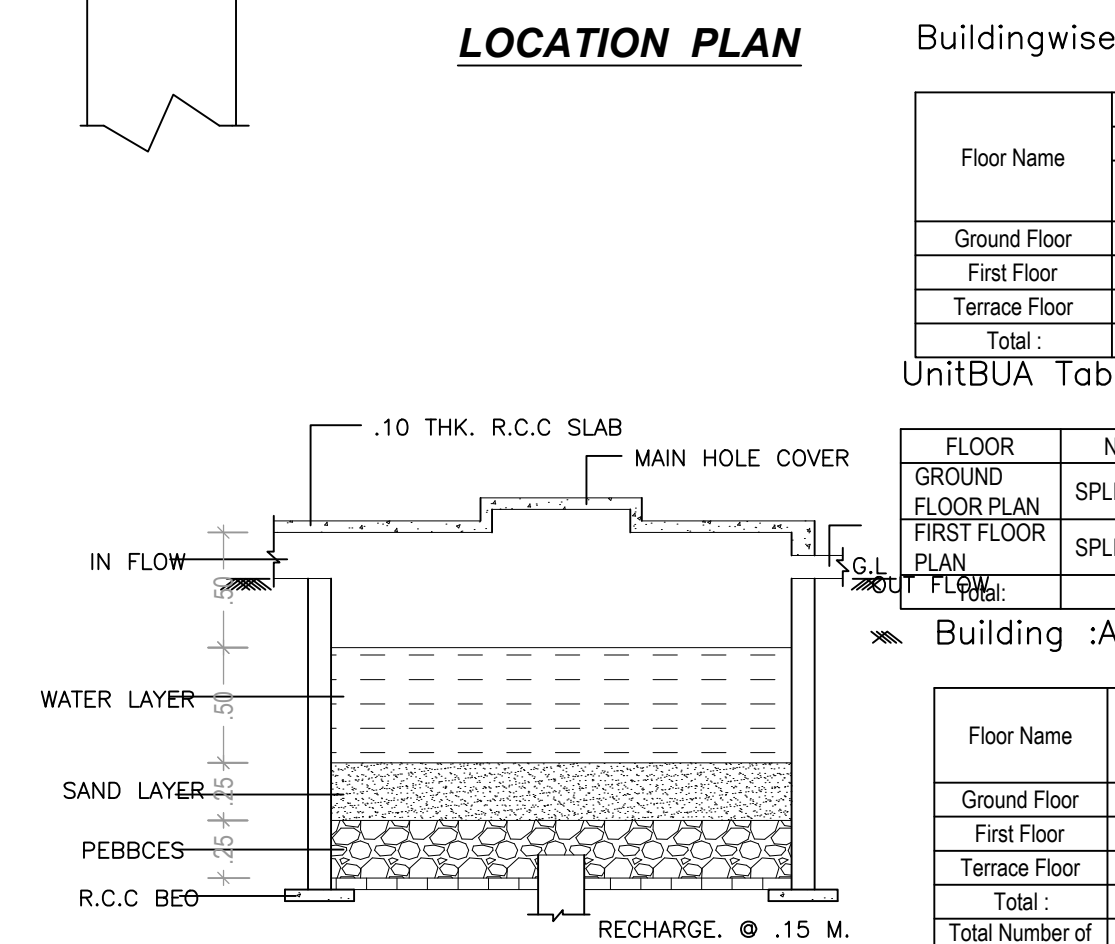 LOCATION PLAN
Buildingwise
Floor Name
Ground Floor
First Floor
Terrace Floor
Total :
UnitBUA Tab
FLOOR
N
GROUND
FLOOR PLAN
SPLI
FIRST FLOOR
PLAN
SPLI
Total:
.10 THK. R.C.C SLAB
MAIN HOLE COVER
IN FLOW
.50
G.L
OUT FLOW
WATER LAYER
.50
SAND LAYER
.25
PEBBCES
.25
R.C.C BEO
RECHARGE. @ .15 M.
Building :A
Floor Name
Ground Floor
First Floor
Terrace Floor
Total :
Total Number of